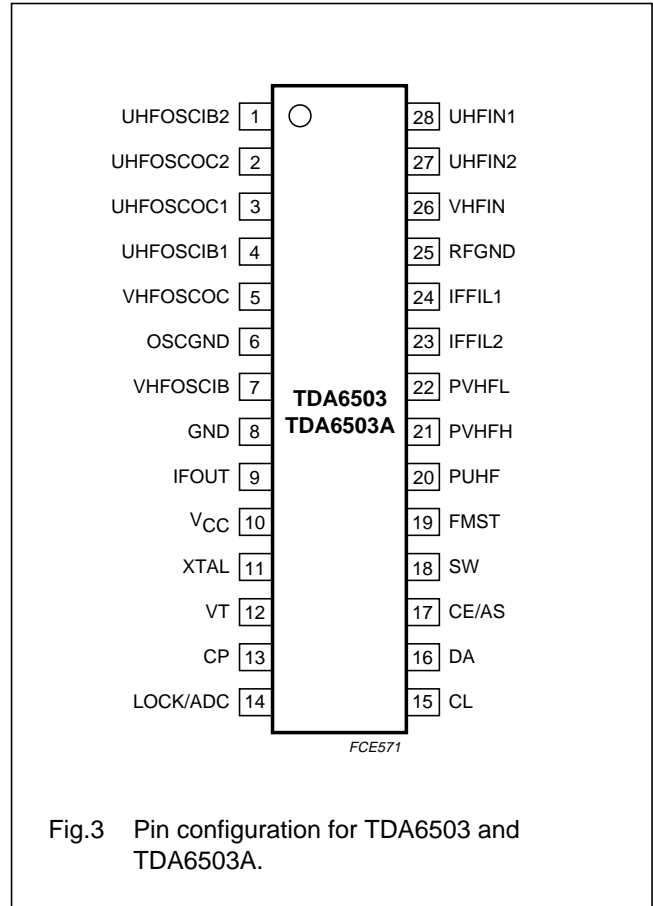 UHFOSCIB2 1 28 UHFIN1
UHFOSCOC2 2 27 UHFIN2
UHFOSCOC1 3 26 VHFIN
UHFOSCIB1 4 25 RFGND
VHFOSCOC 5 24 IFFIL1
OSCGND 6 23 IFFIL2
VHFOSCIB 7 22 PVHFL
TDA6503
TDA6503A
GND 8 21 PVHFH
IFOUT 9 20 PUHF
VCC 10 19 FMST
XTAL 11 18 SW
VT 12 17 CE/AS
CP 13 16 DA
LOCK/ADC 14 15 CL
FCE571
Fig.3 Pin configuration for TDA6503 and
TDA6503A.